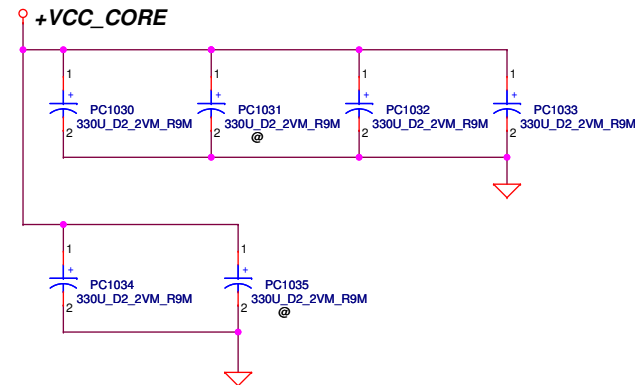 +VCC_CORE
1 1 1 1
+ + + +
PC1030 PC1031 PC1032 PC1033
330U_D2_2VM_R9M 330U_D2_2VM_R9M 330U_D2_2VM_R9M 330U_D2_2VM_R9M
2 2 2 2
@
1 1
+ +
PC1034 PC1035
330U_D2_2VM_R9M 330U_D2_2VM_R9M
2 2
@